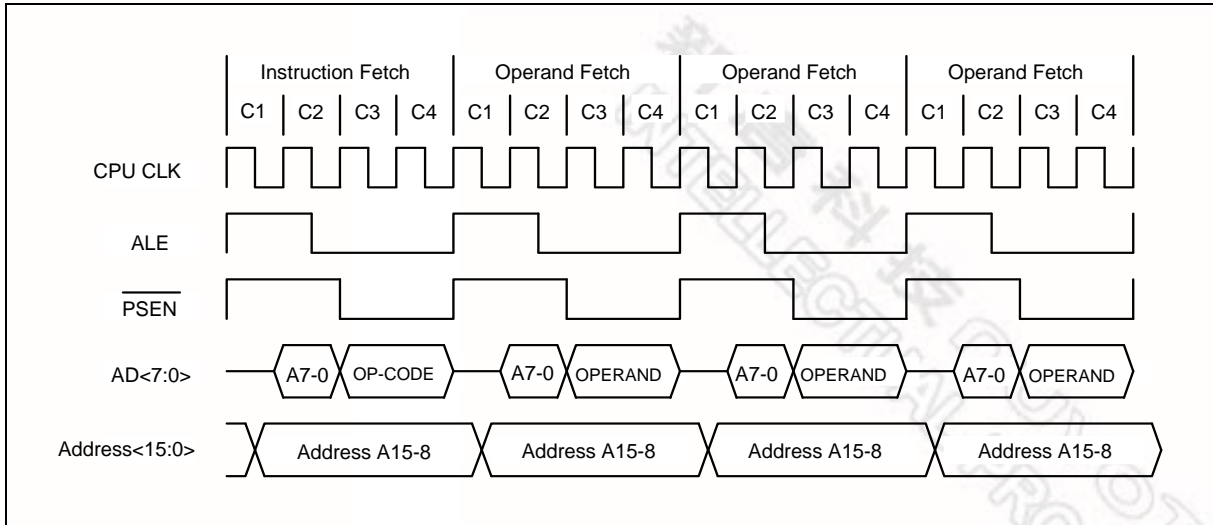 Instruction Fetch Operand Fetch Operand Fetch Operand Fetch
C1 C2 C3 C4 C1 C2 C3 C4 C1 C2 C3 C4 C1 C2 C3 C4
CPU CLK
ALE
PSEN
AD<7:0> A7-0 OP-CODE A7-0 OPERAND A7-0 OPERAND A7-0 OPERAND
Address<15:0> Address A15-8 Address A15-8 Address A15-8 Address A15-8